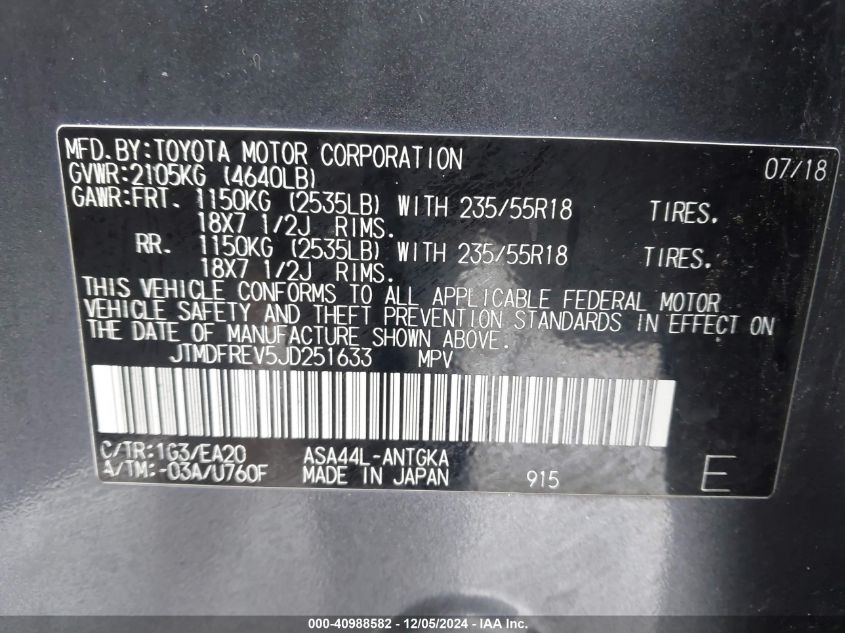 MFD.BY:TOYOTA MOTOR CORPORATION 07/18
GVWR:2105KG (4640LB)
GAWR:FRT. 1150KG (2535LB) WITH 235/55R18 TIRES.
18X7 1/2J RIMS.
RR. 1150KG (2535LB) WITH 235/55R18 TIRES.
18X7 1/2J RIMS.
THIS VEHICLE CONFORMS TO ALL APPLICABLE FEDERAL MOTOR
VEHICLE SAFETY AND THEFT PREVENTION STANDARDS IN EFFECT ON
THE DATE OF MANUFACTURE SHOWN ABOVE.
JTMDFREV5JD251633 MPV
C/TR:1G3/EA20 ASA44L-ANTGKA
A/TM:-03A/U760F MADE IN JAPAN 915 E
000-40988582 - 12/05/2024 - IAA Inc.